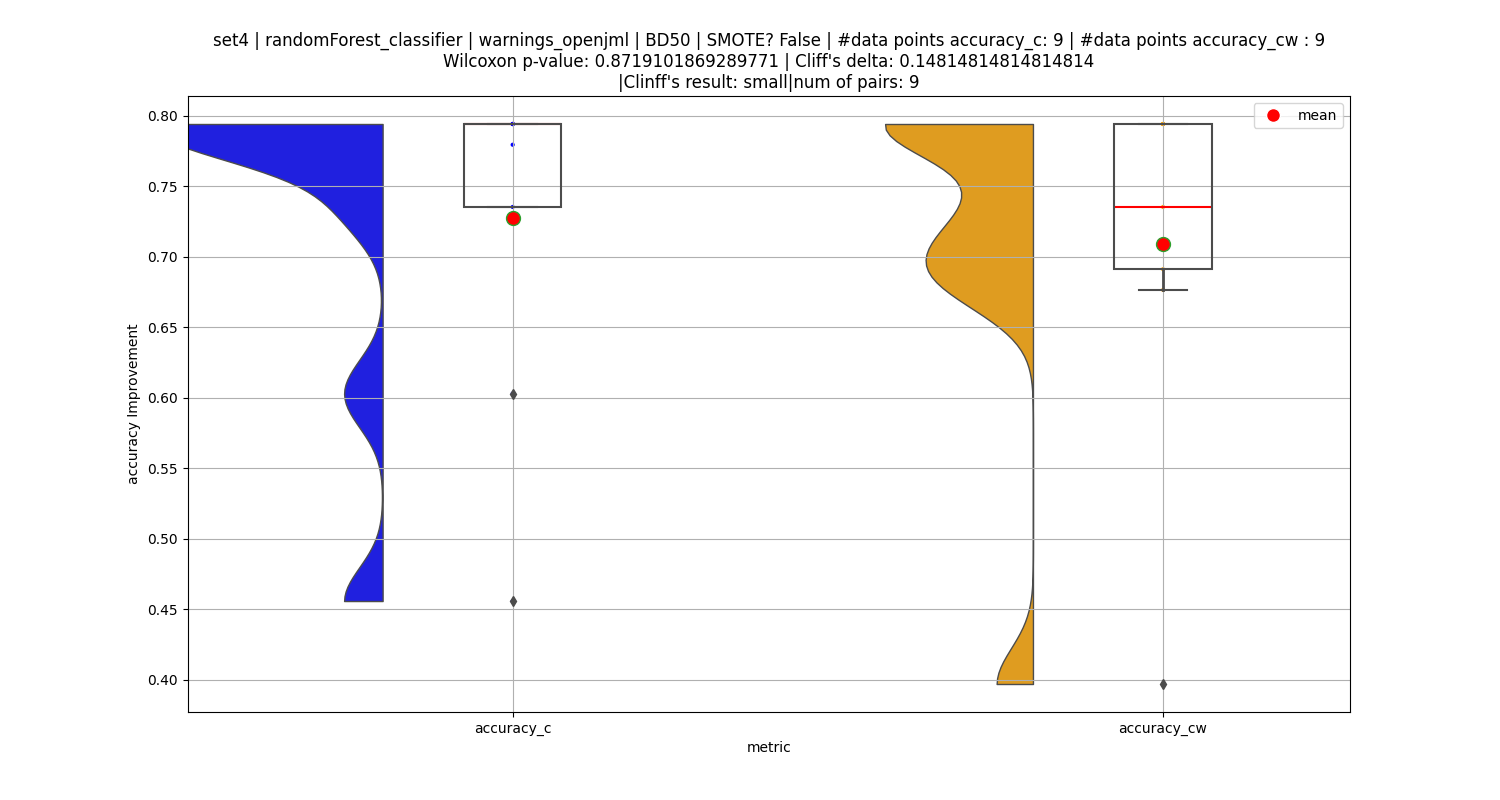 set4 | randomForest_classifier | warnings_openjml | BD50 | SMOTE? False | #data points accuracy_c: 9 | #data points accuracy_cw : 9
Wilcoxon p-value: 0.8719101869289771 | Cliff's delta: 0.14814814814814814
|Clinff's result: small|num of pairs: 9
mean
0.80
0.75
0.70
0.65
0.60
0.55
0.50
0.45
0.40
accuracy Improvement
accuracy_c
accuracy_cw
metric